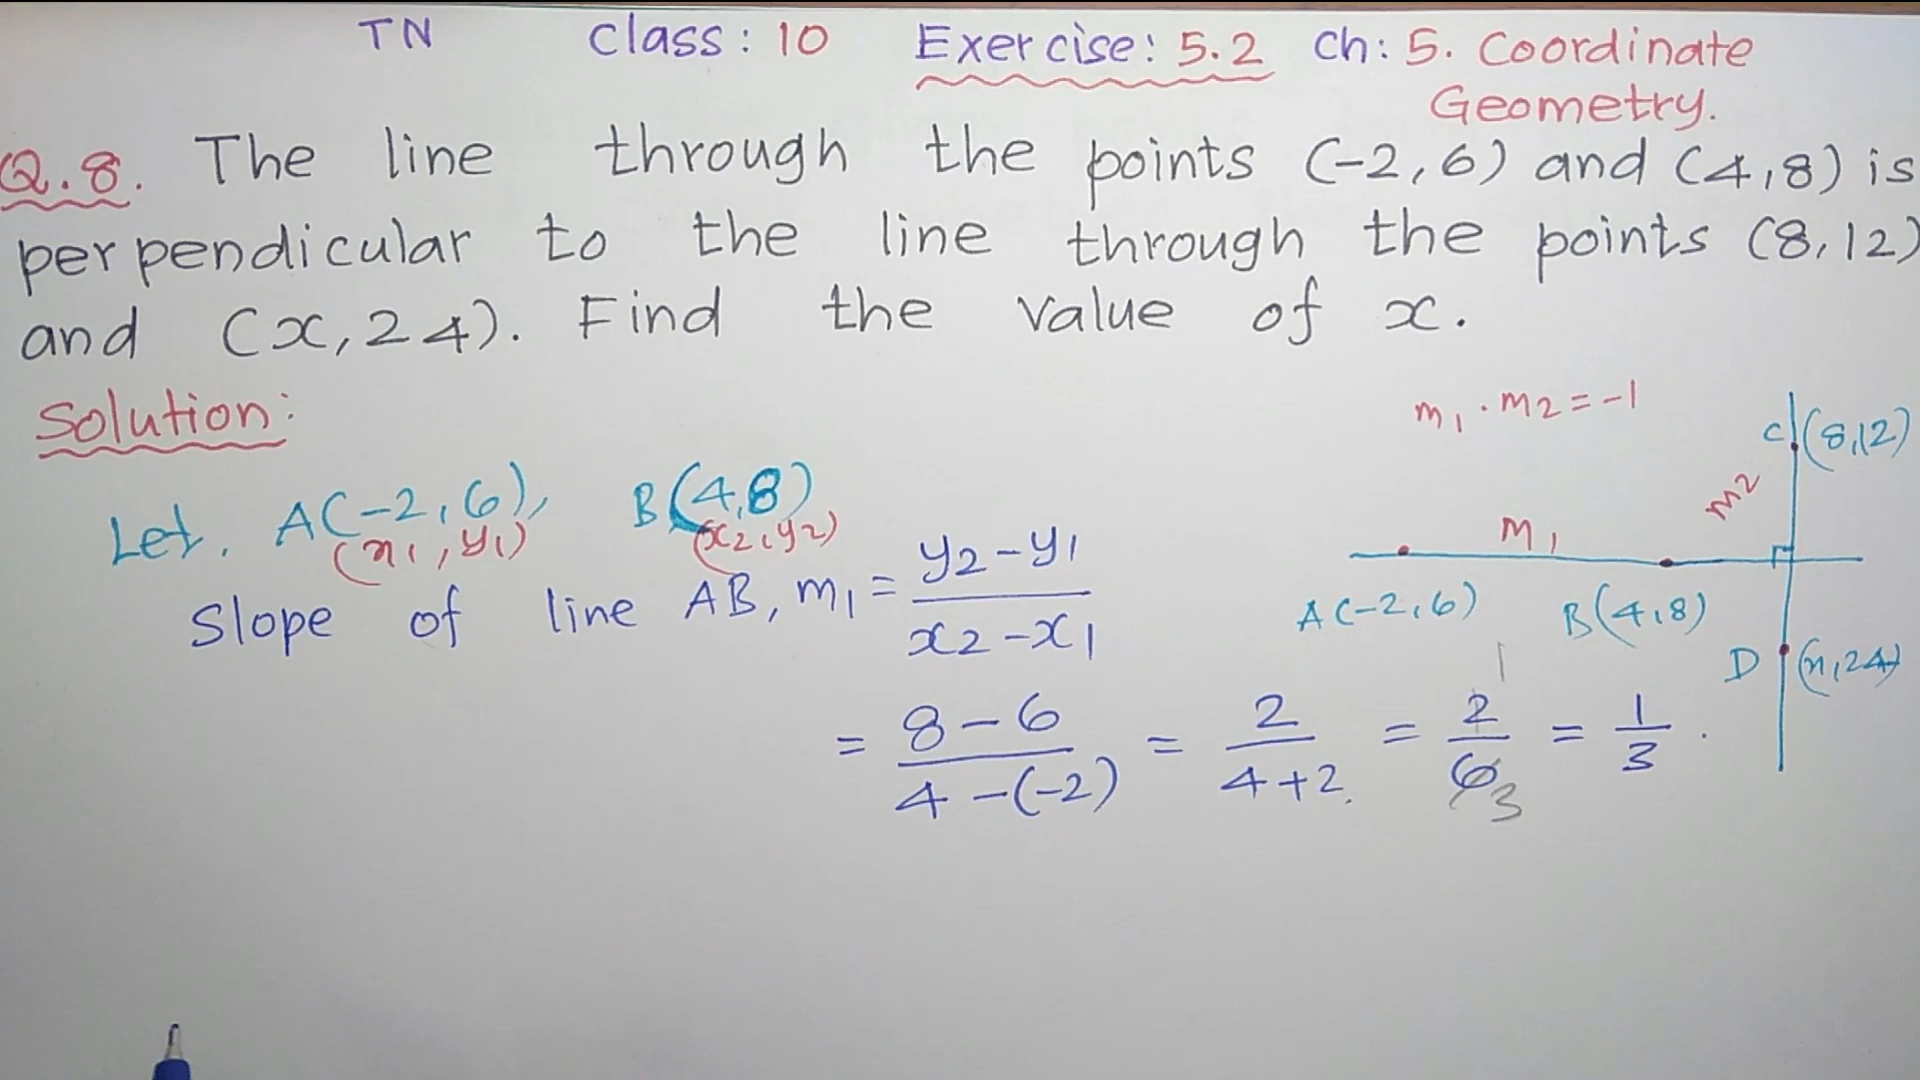 TN Class: 10 Exercise: 5.2 Ch: 5. Coordinate
Geometry.
Q.8. The line through the points (-2,6) and (4,8) is
perpendicular to the line through the points (8,12)
and (x,24). Find the value of x.
Solution:
m1 · m2 = -1
C (8,12)
Let, A(-2,6), B(4,8)
(x1, y1) (x2, y2)
m2
m1
Slope of line AB, m1 = y2-y1 / x2-x1
A(-2,6) B(4,8)
D (x,24)
= 8-6 / 4-(-2) = 2 / 4+2 = 2 / 6 = 1 / 3 .
1
3